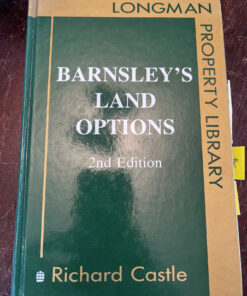 LONGMAN
PROPERTY LIBRARY
BARNSLEY'S
LAND
OPTIONS
2nd Edition
Richard Castle